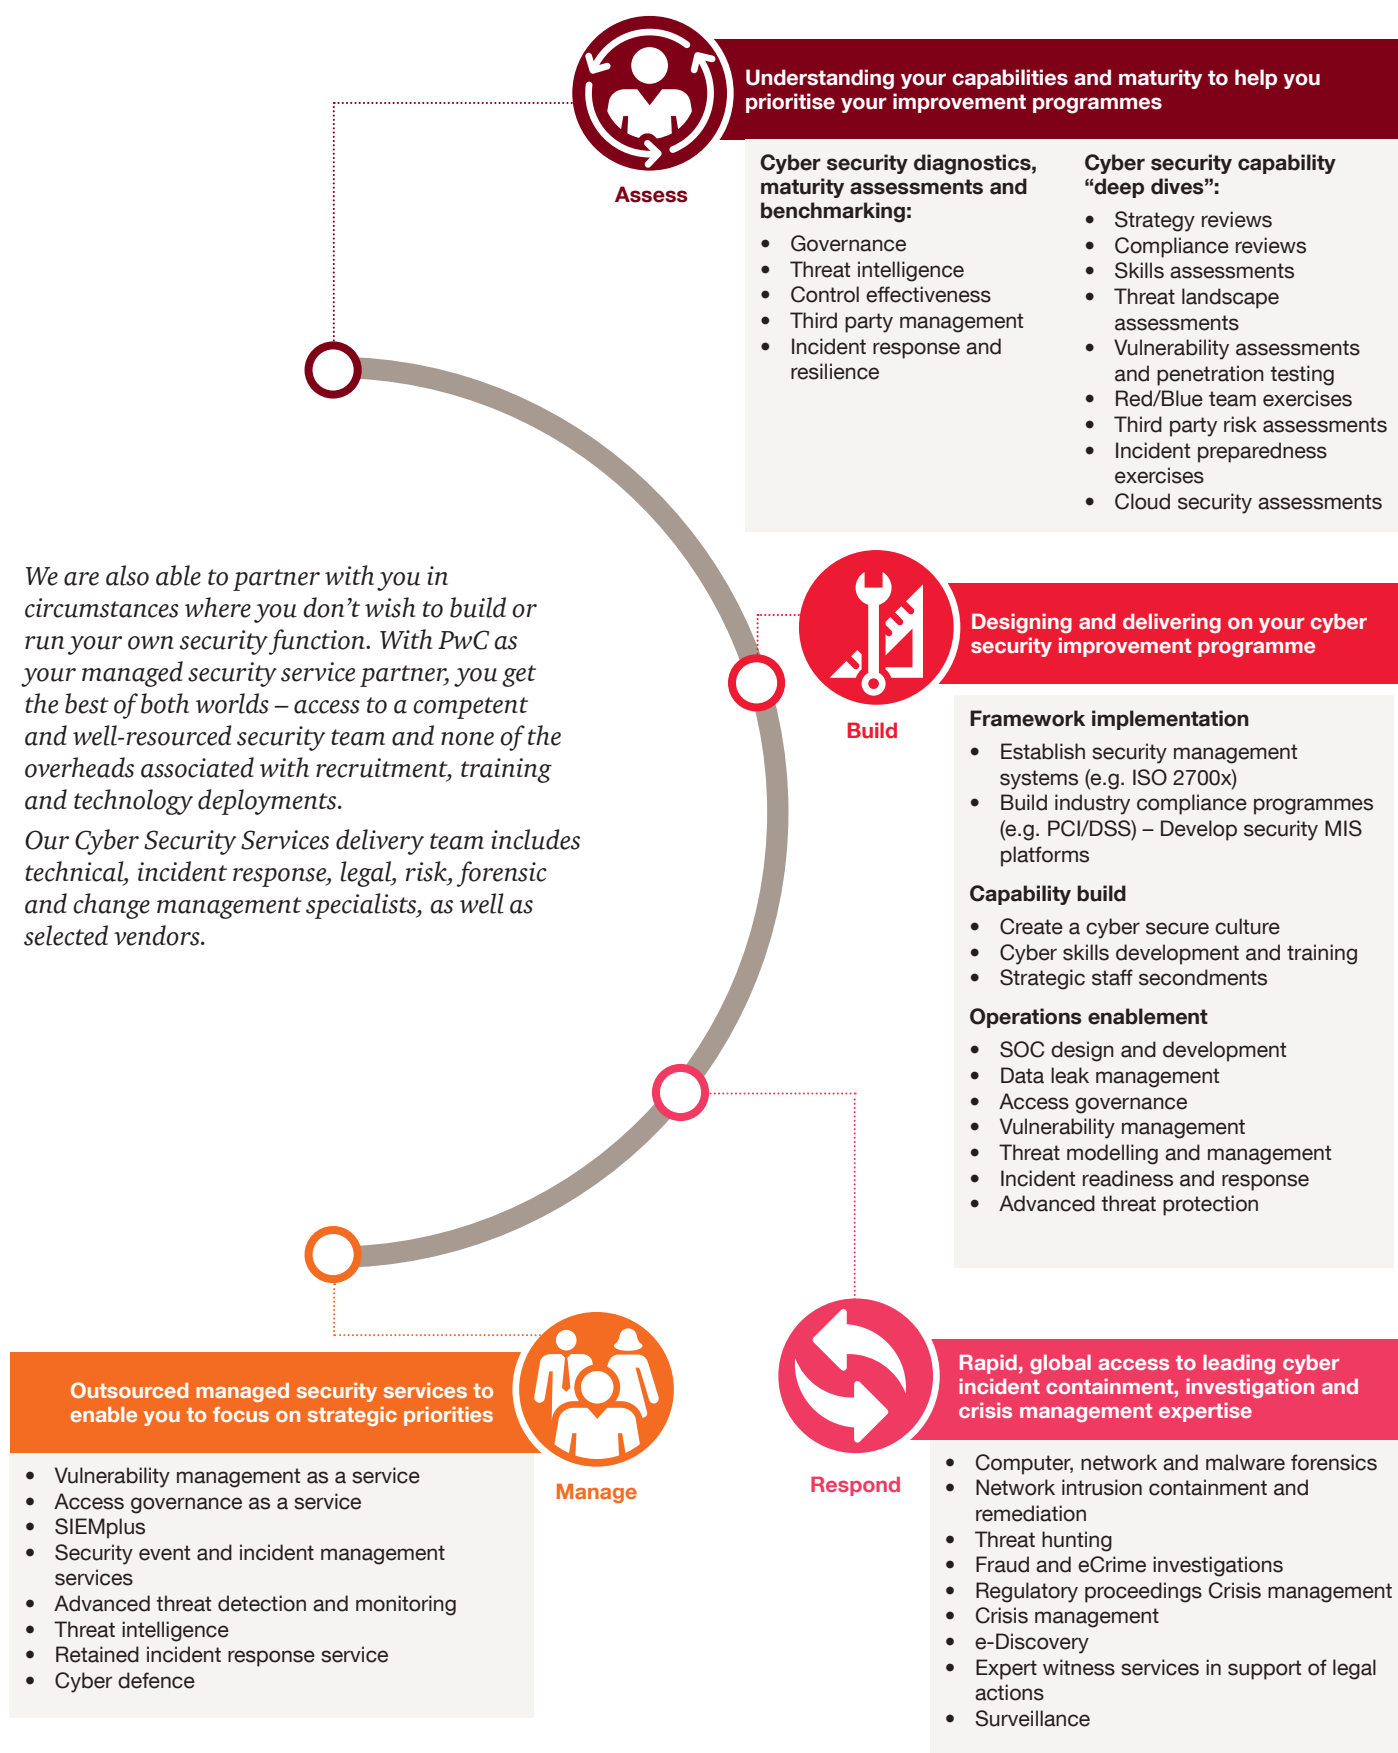 Understanding your capabilities and maturity to help you
prioritise your improvement programmes
Assess
Cyber security diagnostics,
maturity assessments and
benchmarking:
• Governance
• Threat intelligence
• Control effectiveness
• Third party management
• Incident response and
resilience
Cyber security capability
“deep dives”:
• Strategy reviews
• Compliance reviews
• Skills assessments
• Threat landscape
assessments
• Vulnerability assessments
and penetration testing
• Red/Blue team exercises
• Third party risk assessments
• Incident preparedness
exercises
• Cloud security assessments
We are also able to partner with you in
circumstances where you don’t wish to build or
run your own security function. With PwC as
your managed security service partner, you get
the best of both worlds – access to a competent
and well-resourced security team and none of the
overheads associated with recruitment, training
and technology deployments.
Our Cyber Security Services delivery team includes
technical, incident response, legal, risk, forensic
and change management specialists, as well as
selected vendors.
Designing and delivering on your cyber
security improvement programme
Build
Framework implementation
• Establish security management
systems (e.g. ISO 2700x)
• Build industry compliance programmes
(e.g. PCI/DSS) – Develop security MIS
platforms
Capability build
• Create a cyber secure culture
• Cyber skills development and training
• Strategic staff secondments
Operations enablement
• SOC design and development
• Data leak management
• Access governance
• Vulnerability management
• Threat modelling and management
• Incident readiness and response
• Advanced threat protection
Outsourced managed security services to
enable you to focus on strategic priorities
Manage
• Vulnerability management as a service
• Access governance as a service
• SIEMplus
• Security event and incident management
services
• Advanced threat detection and monitoring
• Threat intelligence
• Retained incident response service
• Cyber defence
Rapid, global access to leading cyber
incident containment, investigation and
crisis management expertise
Respond
• Computer, network and malware forensics
• Network intrusion containment and
remediation
• Threat hunting
• Fraud and eCrime investigations
• Regulatory proceedings Crisis management
• Crisis management
• e-Discovery
• Expert witness services in support of legal
actions
• Surveillance